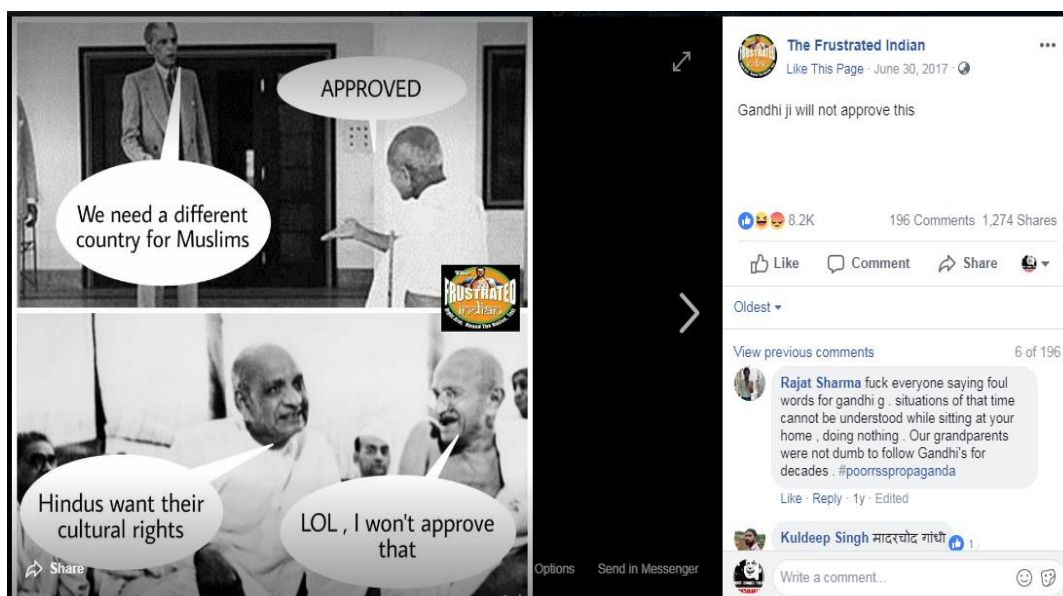 APPROVED
We need a different
country for Muslims
The
FRUSTRATED
indian
Hindus want their
cultural rights
LOL , I won't approve
that
Share
Options
Send in Messenger
The Frustrated Indian
Like This Page · June 30, 2017 ·
Gandhi ji will not approve this
8.2K
196 Comments 1,274 Shares
Like
Comment
Share
Oldest
View previous comments
6 of 196
Rajat Sharma fuck everyone saying foul
words for gandhi g . situations of that time
cannot be understood while sitting at your
home , doing nothing . Our grandparents
were not dumb to follow Gandhi's for
decades . #poorrsspropaganda
Like · Reply · 1y · Edited
Kuldeep Singh मादरचोद गांधी
1
Write a comment...